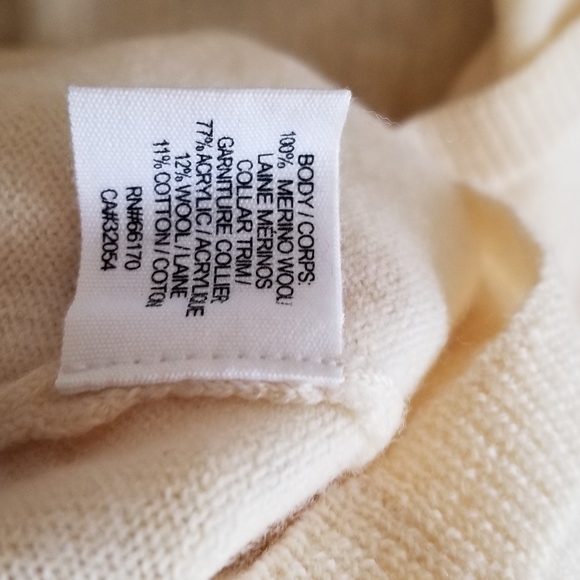 BODY / CORPS:
100% MERINO WOOL/
LAINE MÉRINOS
COLLAR TRIM /
GARNITURE COLLIER
77% ACRYLIC / ACRYLIQUE
12% WOOL / LAINE
11% COTTON / COTON
RN#66170
CA#32054